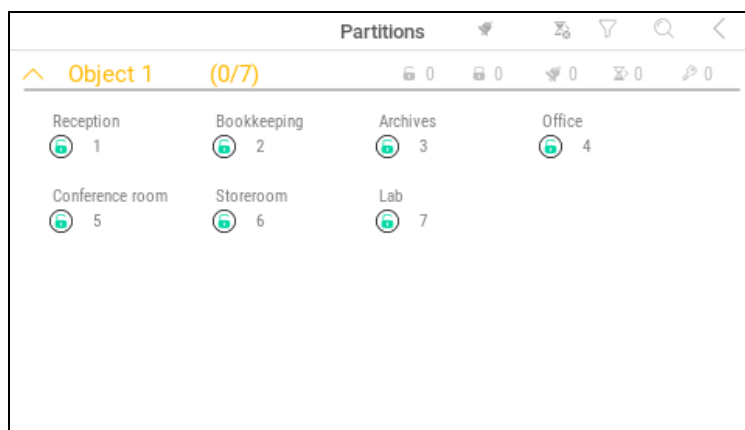 Partitions
Object 1 (0/7) 0 0 0 0 0
Reception Bookkeeping Archives Office
1 2 3 4
Conference room Storeroom Lab
5 6 7